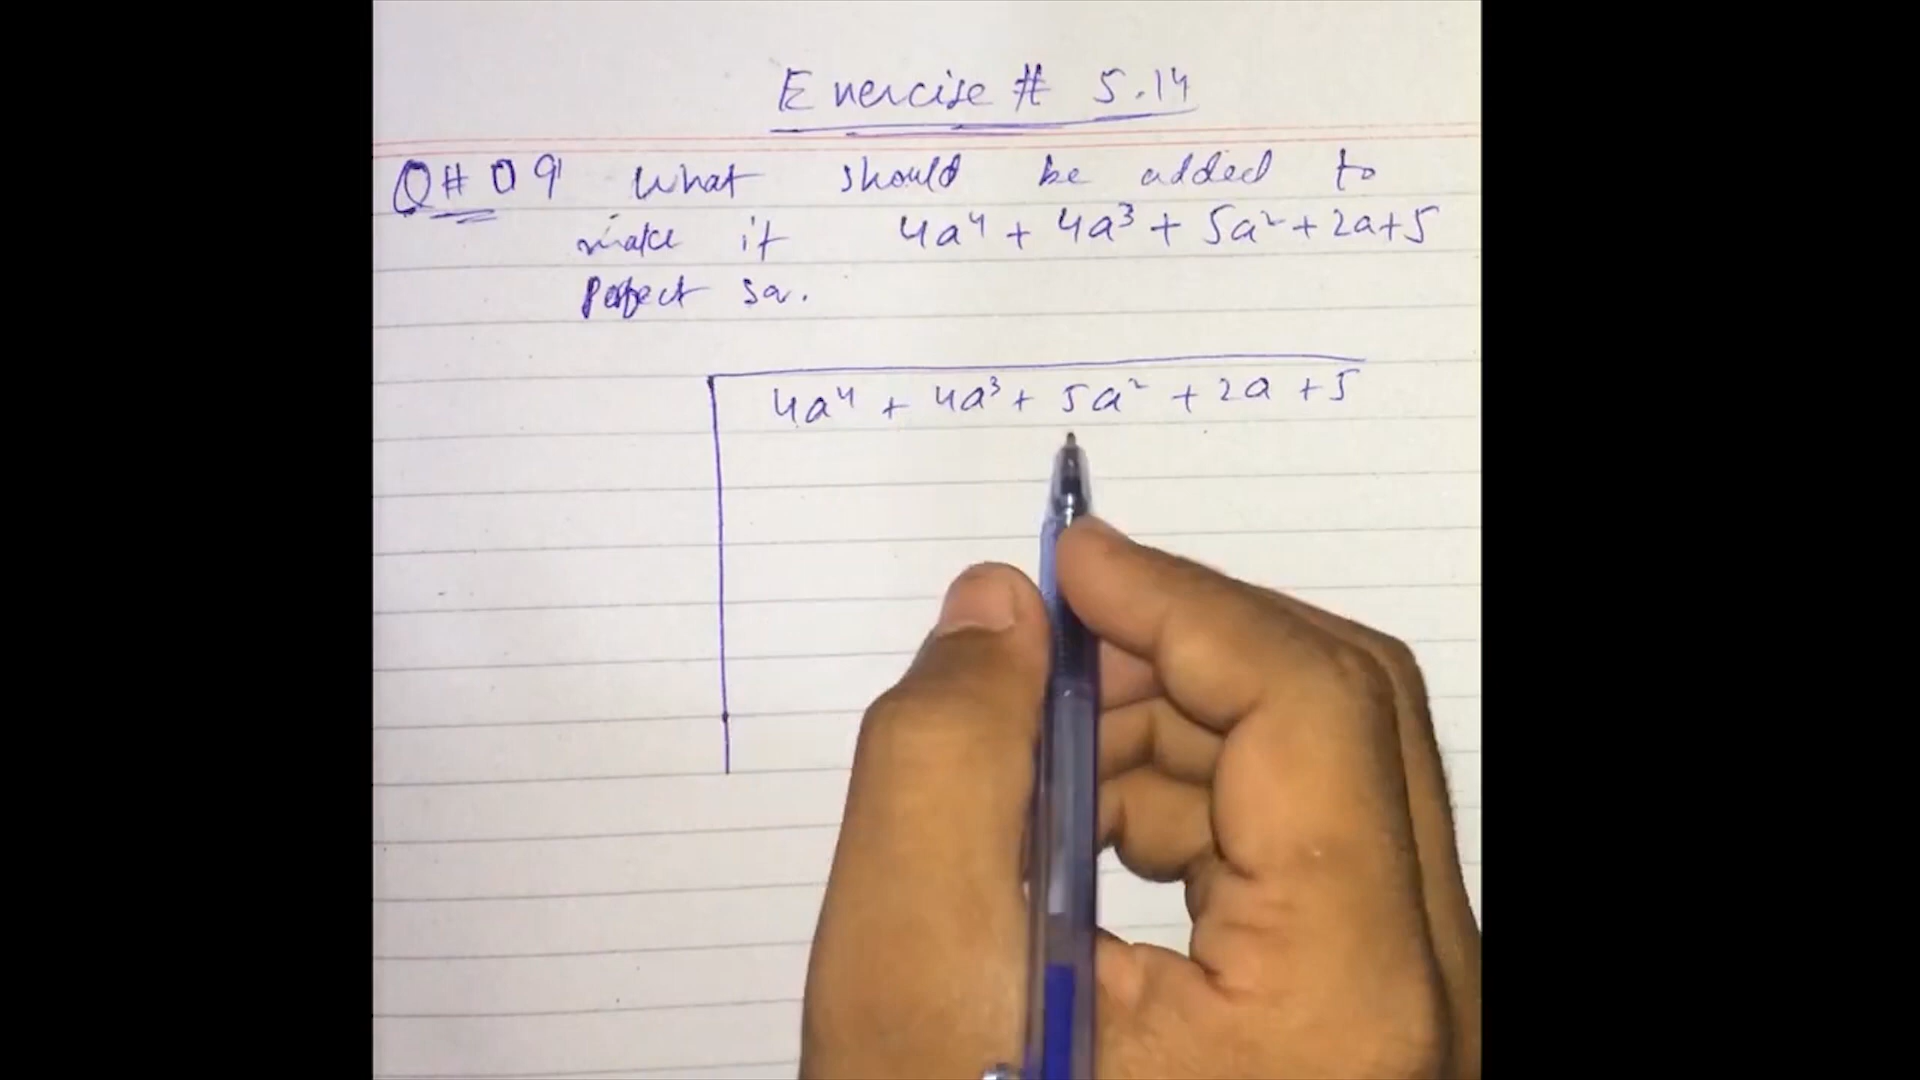 Enercise # 5.14
Q# 09 What should be added to
make it 4a⁴ + 4a³ + 5a² + 2a + 5
Perfect sq.
4a⁴ + 4a³ + 5a² + 2a + 5